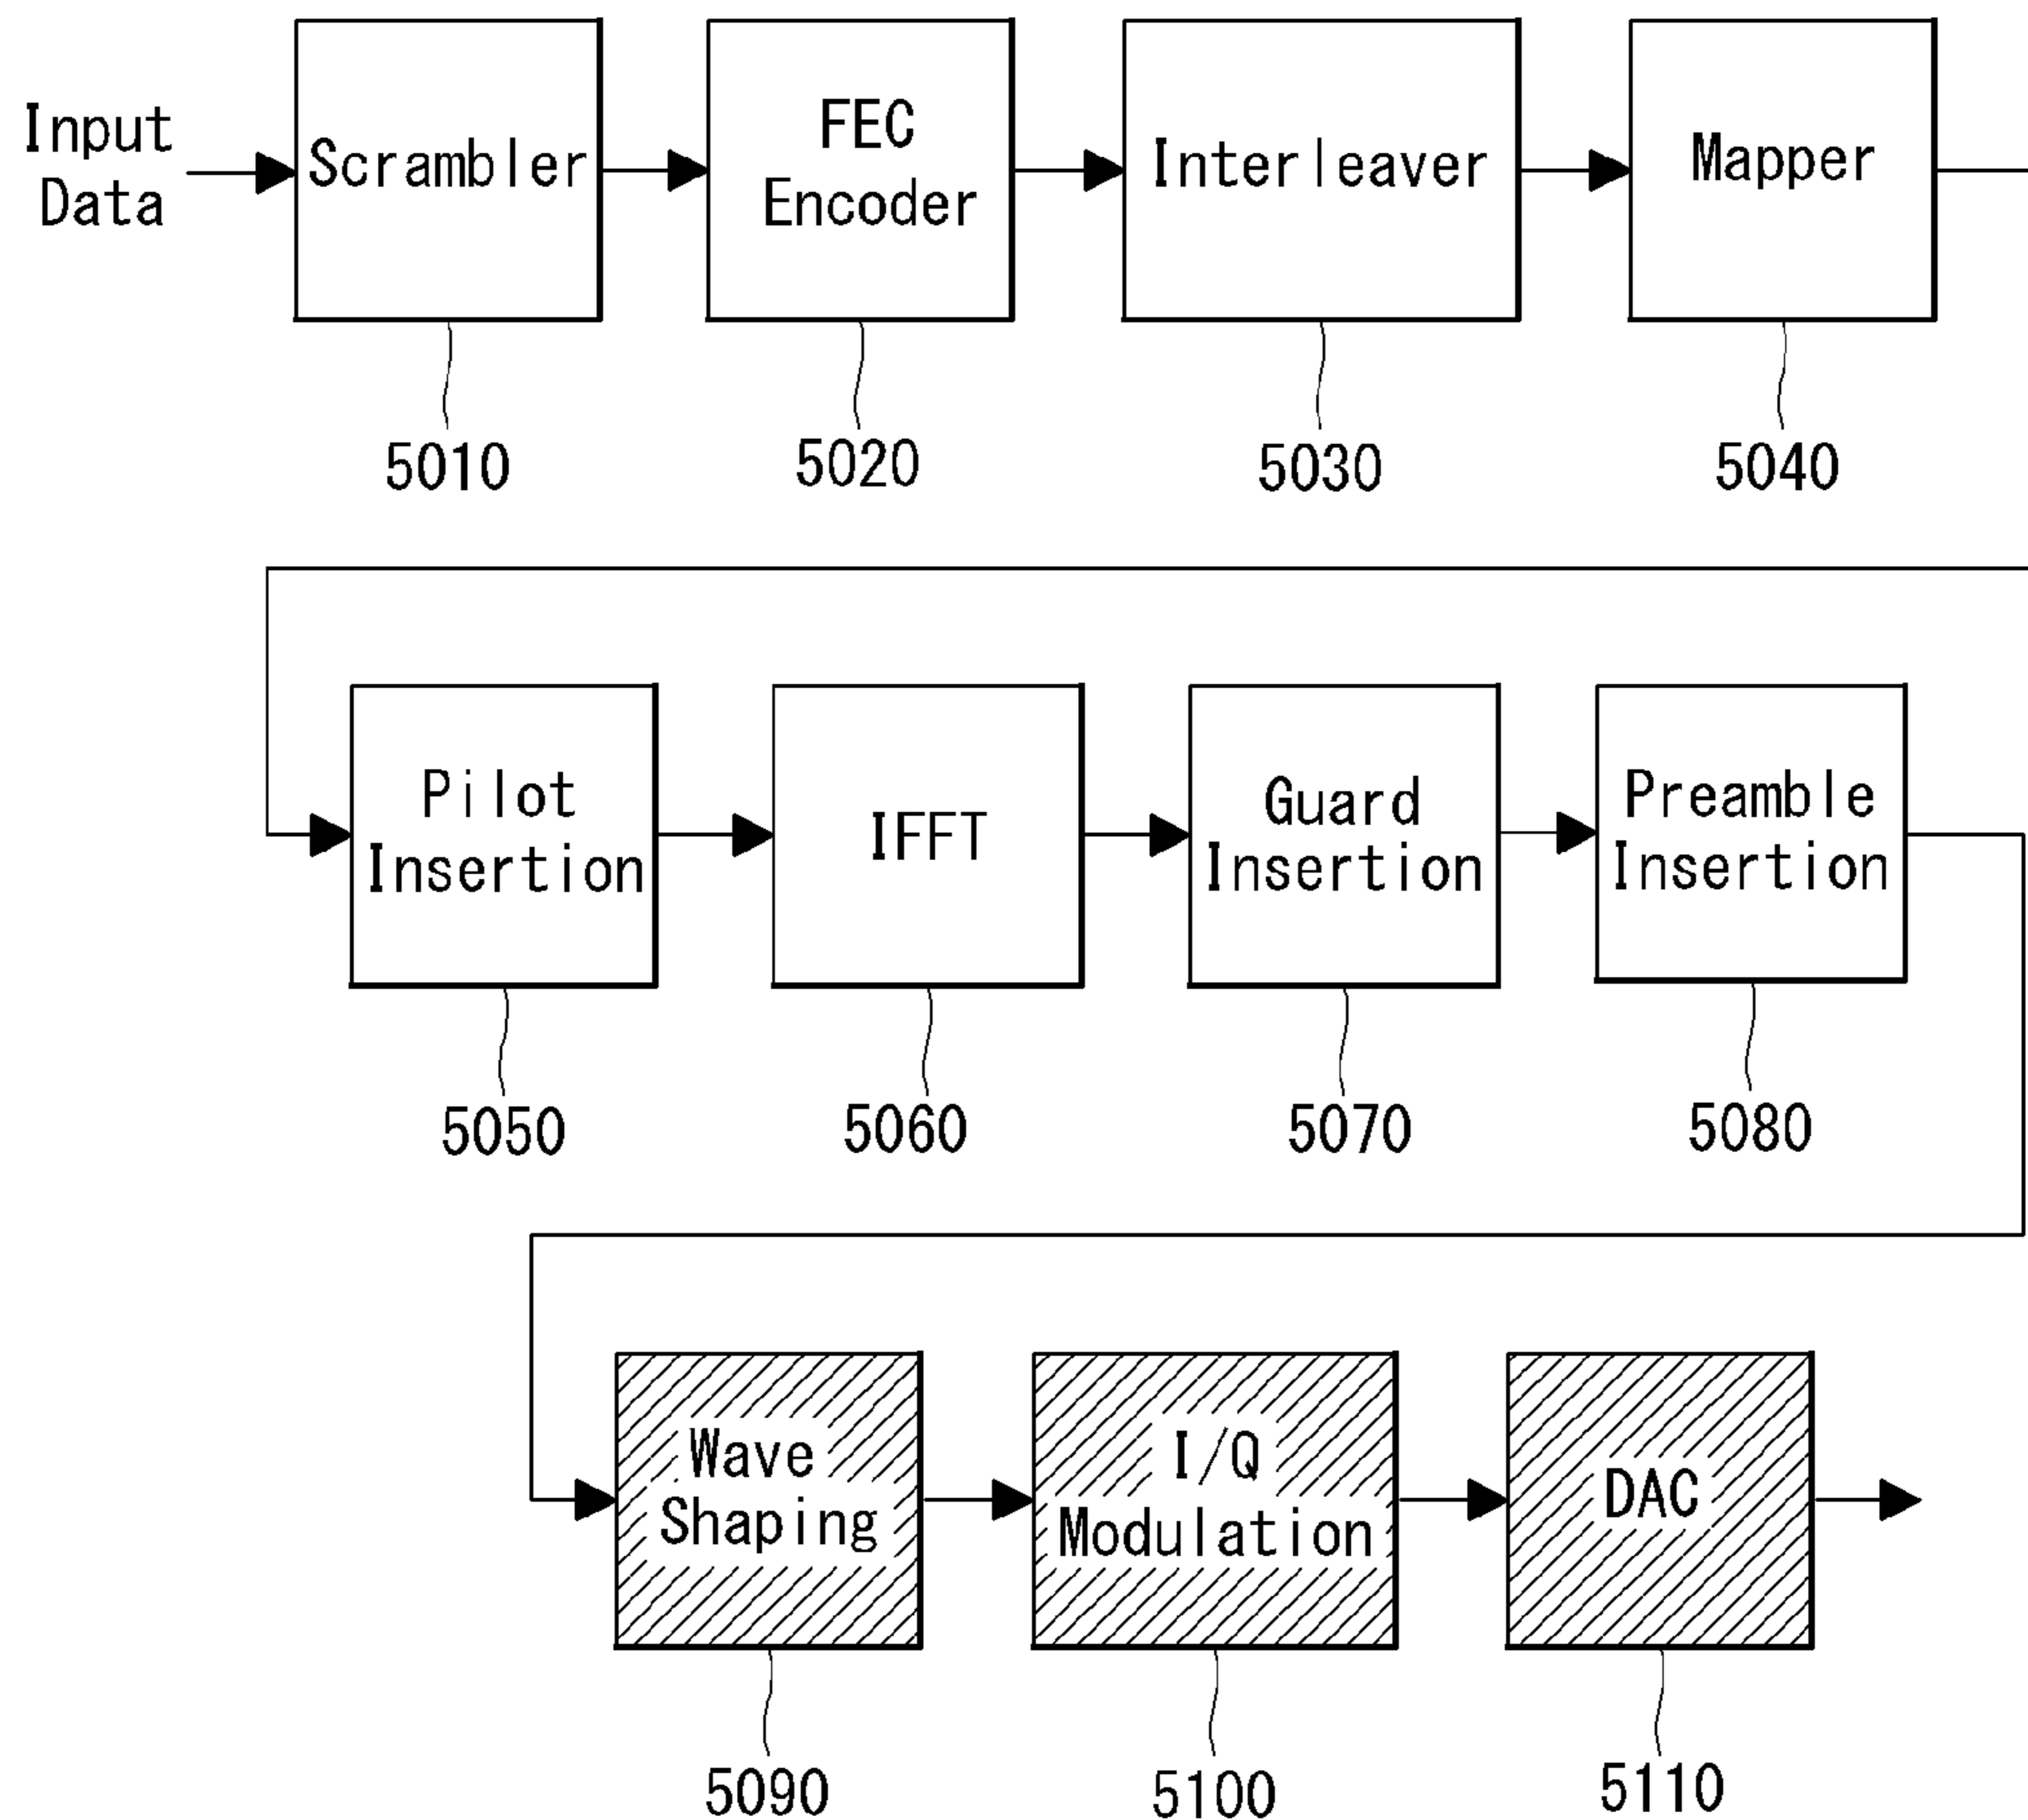 Input
Data
Scrambler
FEC
Encoder
Interleaver
Mapper
5010
5020
5030
5040
Pilot
Insertion
IFFT
Guard
Insertion
Preamble
Insertion
5050
5060
5070
5080
Wave
Shaping
I/Q
Modulation
DAC
5090
5100
5110